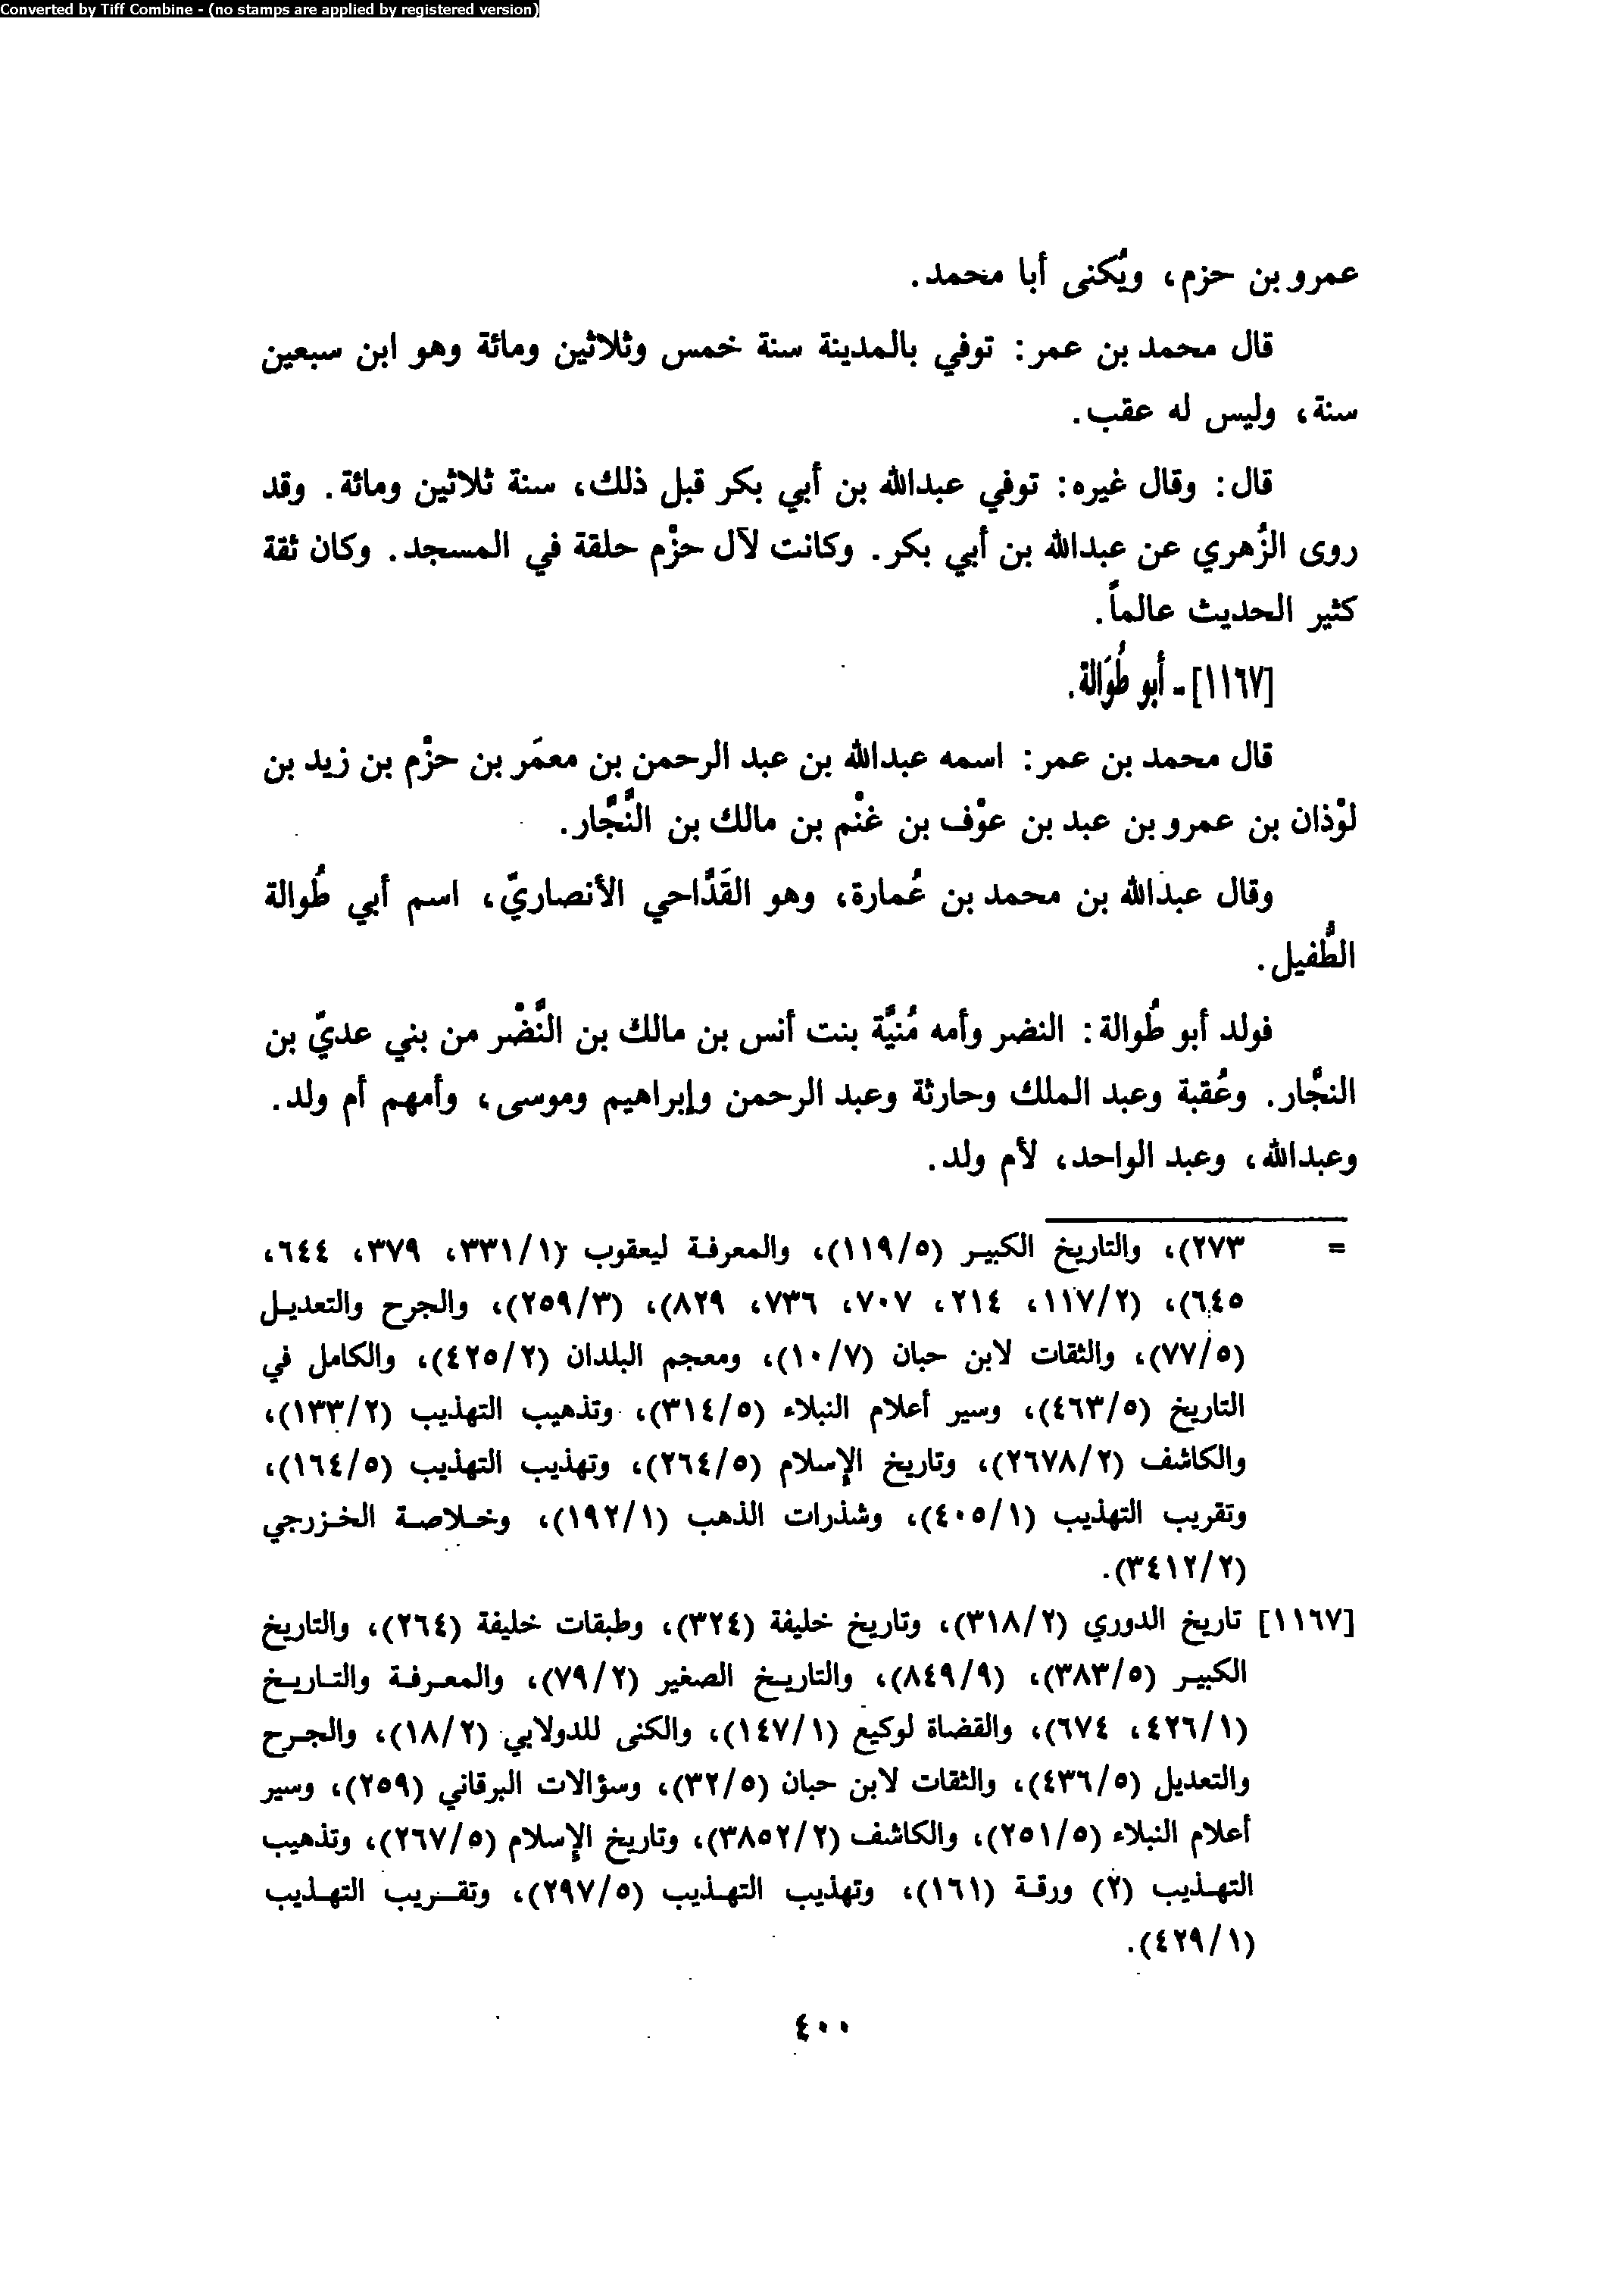 Converted by Tiff Combine - (no stamps are applied by registered version)
عمرو بن حزم، ويُكنى أبا محمد.
قال محمد بن عمر: توفي بالمدينة سنة خمس وثلاثين ومائة وهو ابن سبعين
سنة، وليس له عقب.
قال: وقال غيره: توفي عبدالله بن أبي بكر قبل ذلك، سنة ثلاثين ومائة. وقد
روى الزُهري عن عبدالله بن أبي بكر. وكانت لآل حزْم حلقة في المسجد. وكان ثقة
كثير الحديث عالماً.
[١١٦٧]- أبو طُوَالة.
قال محمد بن عمر: اسمه عبدالله بن عبد الرحمن بن معمَر بن حزْم بن زيد بن
لوْذان بن عمرو بن عبد بن عوْف بن غنْم بن مالك بن النَّجَّار.
وقال عبدالله بن محمد بن عُمارة، وهو القَدَّاحي الأنصاريّ، اسم أبي طُوالة
الطُّفيل.
فولد أبو طُوالة: النضر وأمه مُنيَّة بنت أنس بن مالك بن النَّضْر من بني عديّ بن
النجَّار. وعُقبة وعبد الملك وحارثة وعبد الرحمن وإبراهيم وموسى، وأمهم أم ولد.
وعبدالله، وعبد الواحد، لأم ولد.
= ٢٧٣)، والتاريخ الكبير (١١٩/٥)، والمعرفة ليعقوب (٣٣١/١، ٣٧٩، ٦٤٤،
٦٤٥)، (١١٧/٢، ٢١٤، ٧٠٧، ٧٣٦، ٨٢٩)، (٢٥٩/٣)، والجرح والتعديل
(٧٧/٥)، والثقات لابن حبان (١٠/٧)، ومعجم البلدان (٤٢٥/٢)، والكامل في
التاريخ (٤٦٣/٥)، وسير أعلام النبلاء (٣١٤/٥)، وتذهيب التهذيب (١٣٣/٢)،
والكاشف (٢٦٧٨/٢)، وتاريخ الإسلام (٢٦٤/٥)، وتهذيب التهذيب (١٦٤/٥)،
وتقريب التهذيب (٤٠٥/١)، وشذرات الذهب (١٩٢/١)، وخلاصة الخزرجي
(٣٤١٢/٢).
[١١٦٧] تاريخ الدوري (٣١٨/٢)، وتاريخ خليفة (٣٢٤)، وطبقات خليفة (٢٦٤)، والتاريخ
الكبير (٣٨٣/٥)، (٨٤٩/٩)، والتاريخ الصغير (٧٩/٢)، والمعرفة والتاريخ
(٤٢٦/١، ٦٧٤)، والقضاة لوكيع (١٤٧/١)، والكنى للدولابي (١٨/٢)، والجرح
والتعديل (٤٣٦/٥)، والثقات لابن حبان (٣٢/٥)، وسؤالات البرقاني (٢٥٩)، وسير
أعلام النبلاء (٢٥١/٥)، والكاشف (٣٨٥٢/٢)، وتاريخ الإسلام (٢٦٧/٥)، وتذهيب
التهذيب (٢) ورقة (١٦١)، وتهذيب التهذيب (٢٩٧/٥)، وتقريب التهذيب
(٤٢٩/١).
٤٠٠